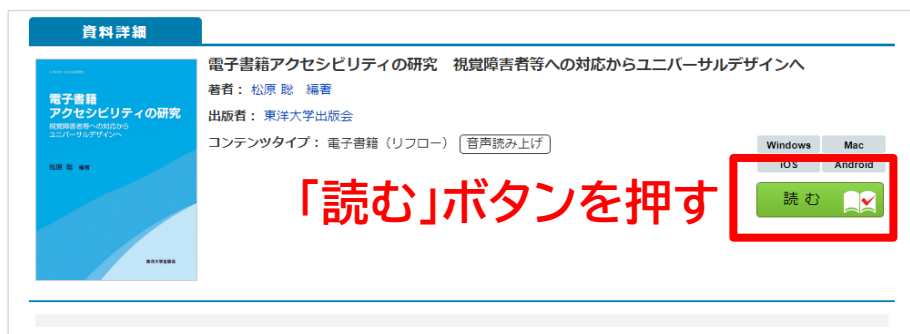 資料詳細
電子書籍
アクセシビリティの研究
視覚障害者等への対応から
ユニバーサルデザインへ
松原 聡 編著
東洋大学出版会
電子書籍アクセシビリティの研究 視覚障害者等への対応からユニバーサルデザインへ
著者: 松原 聡 編著
出版者: 東洋大学出版会
コンテンツタイプ: 電子書籍(リフロー) 音声読み上げ
Windows Mac
iOS Android
読む
「読む」ボタンを押す